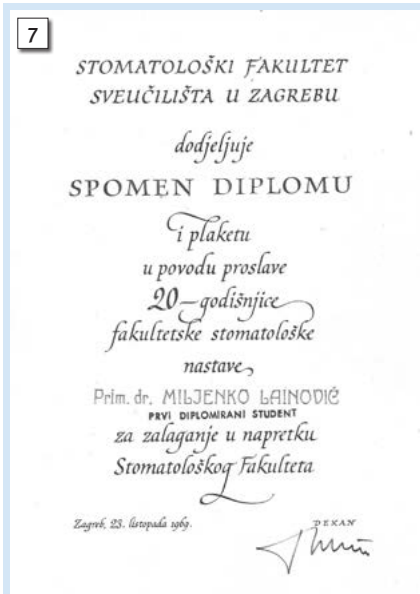 7
STOMATOLOŠKI FAKULTET
SVEUČILIŠTA U ZAGREBU
dodjeljuje
SPOMEN DIPLOMU
i plaketu
u povodu proslave
20-godišnjice
fakultetske stomatološke
nastave
Prim. dr. MILJENKO LAINOVIĆ
PRVI DIPLOMIRANI STUDENT
za zalaganje u napretku
Stomatološkog Fakulteta
Zagreb, 23. listopada 1969.
DEKAN